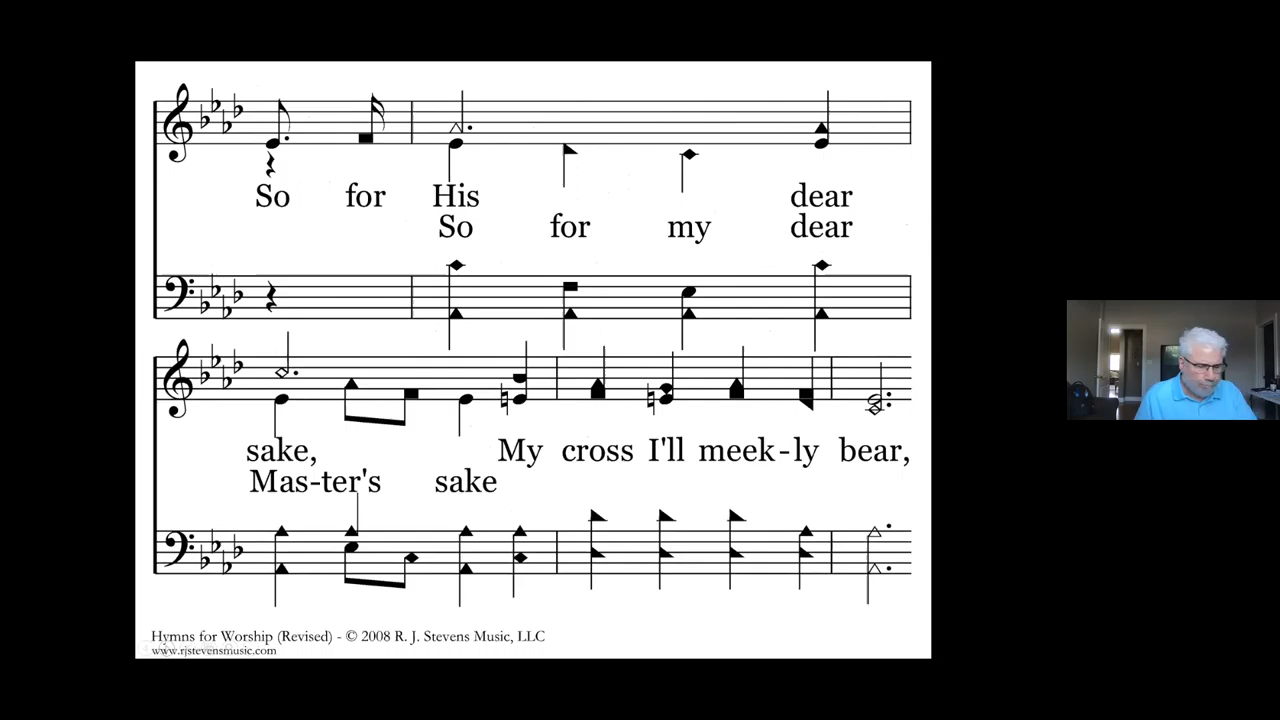 So for His dear
So for my dear
sake, My cross I'll meek-ly bear,
Mas-ter's sake
Hymns for Worship (Revised) - © 2008 R. J. Stevens Music, LLC
www.rjstevensmusic.com